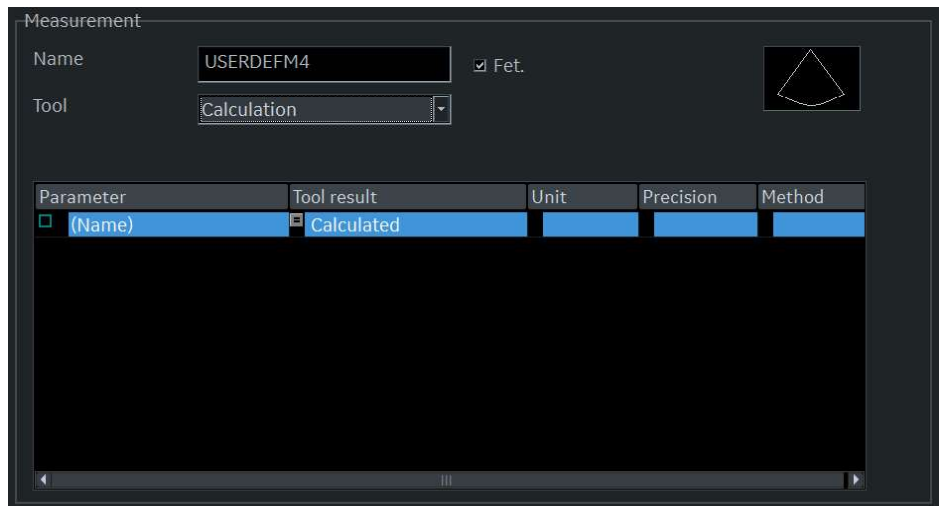 Measurement
Name USERDEFM4 Fet.
Tool Calculation
Parameter Tool result Unit Precision Method
(Name) Calculated